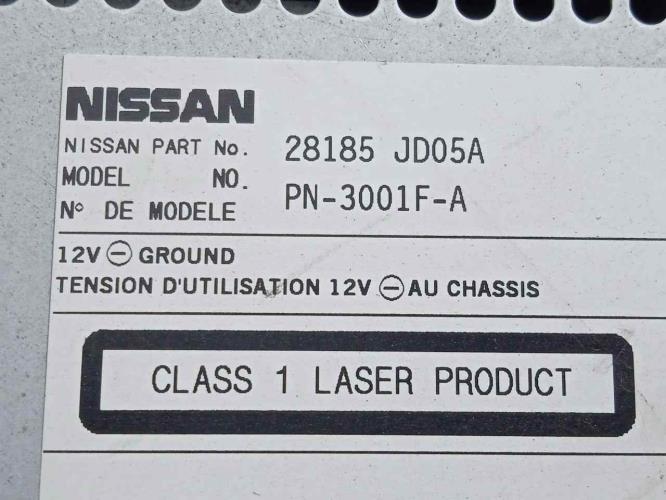 NISSAN
NISSAN PART No. 28185 JD05A
MODEL NO. PN-3001F-A
Nº DE MODELE
12V ⊖ GROUND
TENSION D'UTILISATION 12V ⊖ AU CHASSIS
CLASS 1 LASER PRODUCT